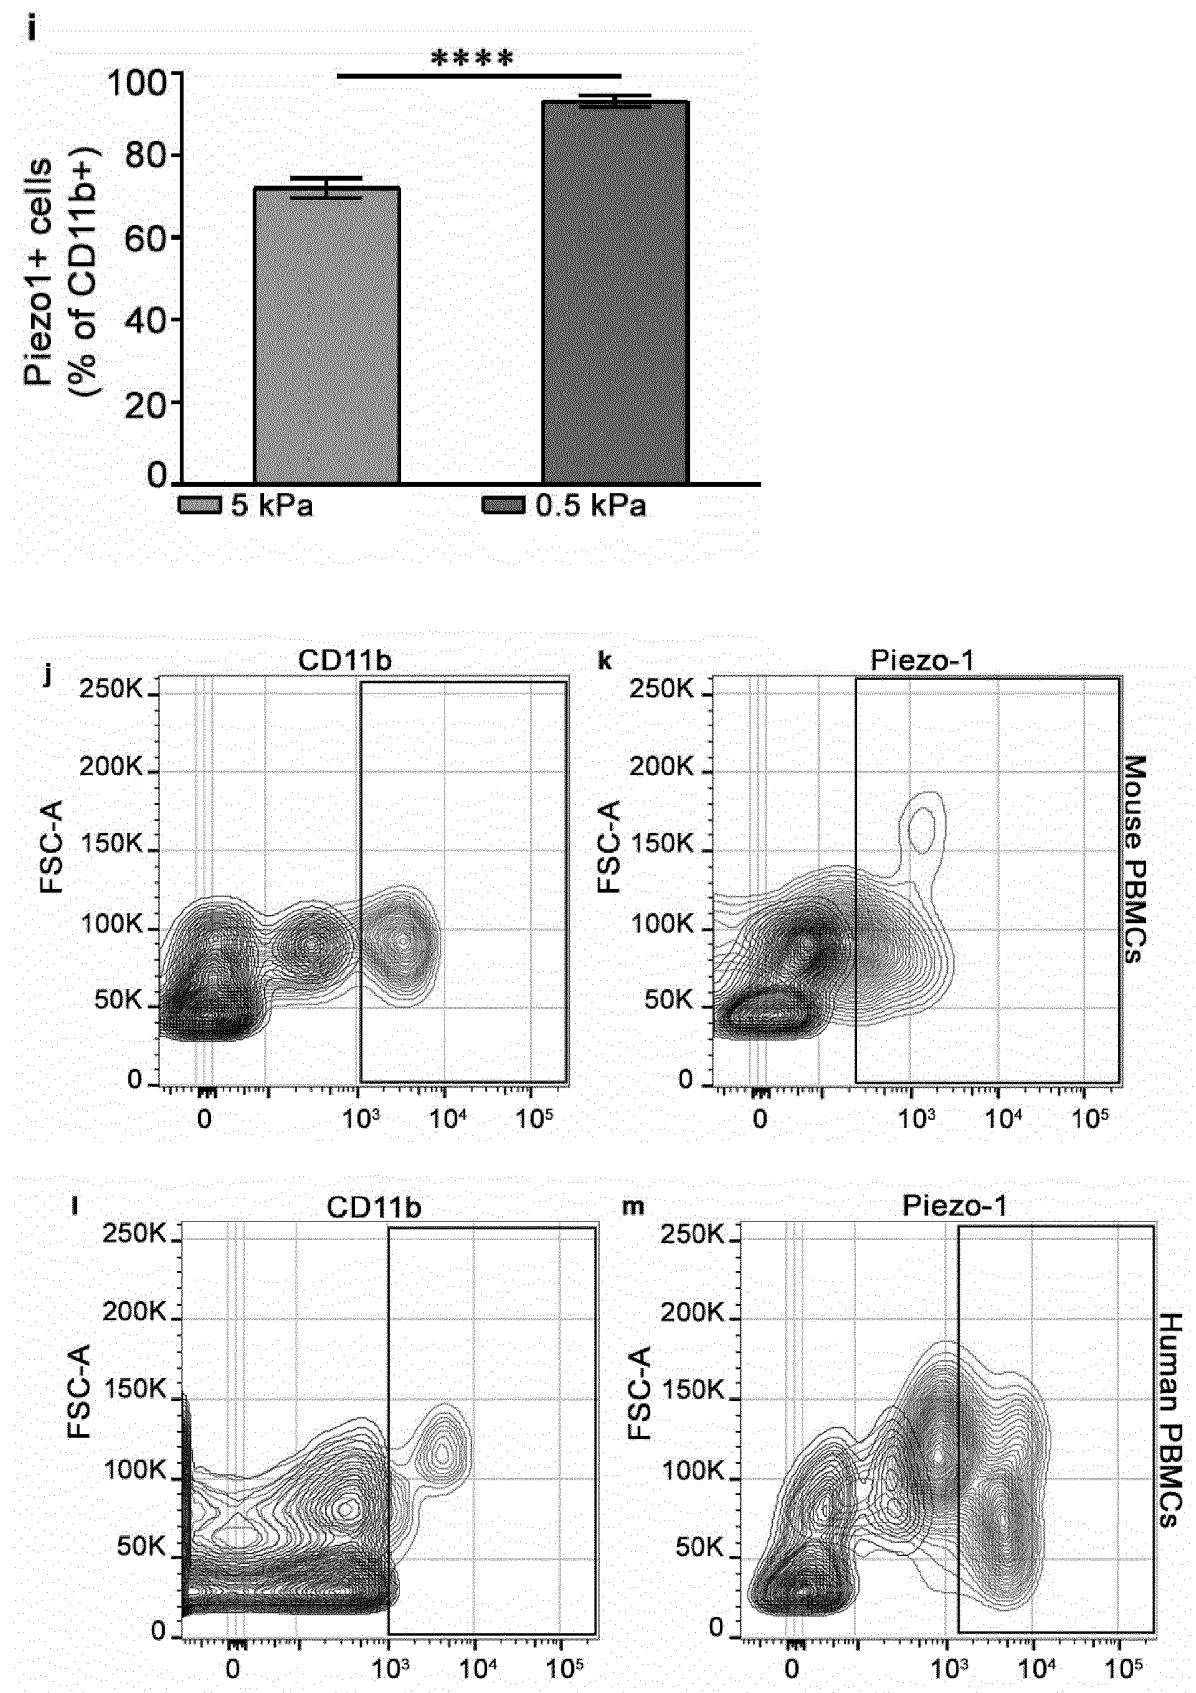 i
****
100
80
60
40
20
0
Piezo1+ cells
(% of CD11b+)
5 kPa
0.5 kPa
j
CD11b
250K
200K
150K
100K
50K
0
FSC-A
0
10³
10⁴
10⁵
k
Piezo-1
250K
200K
150K
100K
50K
0
FSC-A
0
10³
10⁴
10⁵
Mouse PBMCs
l
CD11b
250K
200K
150K
100K
50K
0
FSC-A
0
10³
10⁴
10⁵
m
Piezo-1
250K
200K
150K
100K
50K
0
FSC-A
0
10³
10⁴
10⁵
Human PBMCs